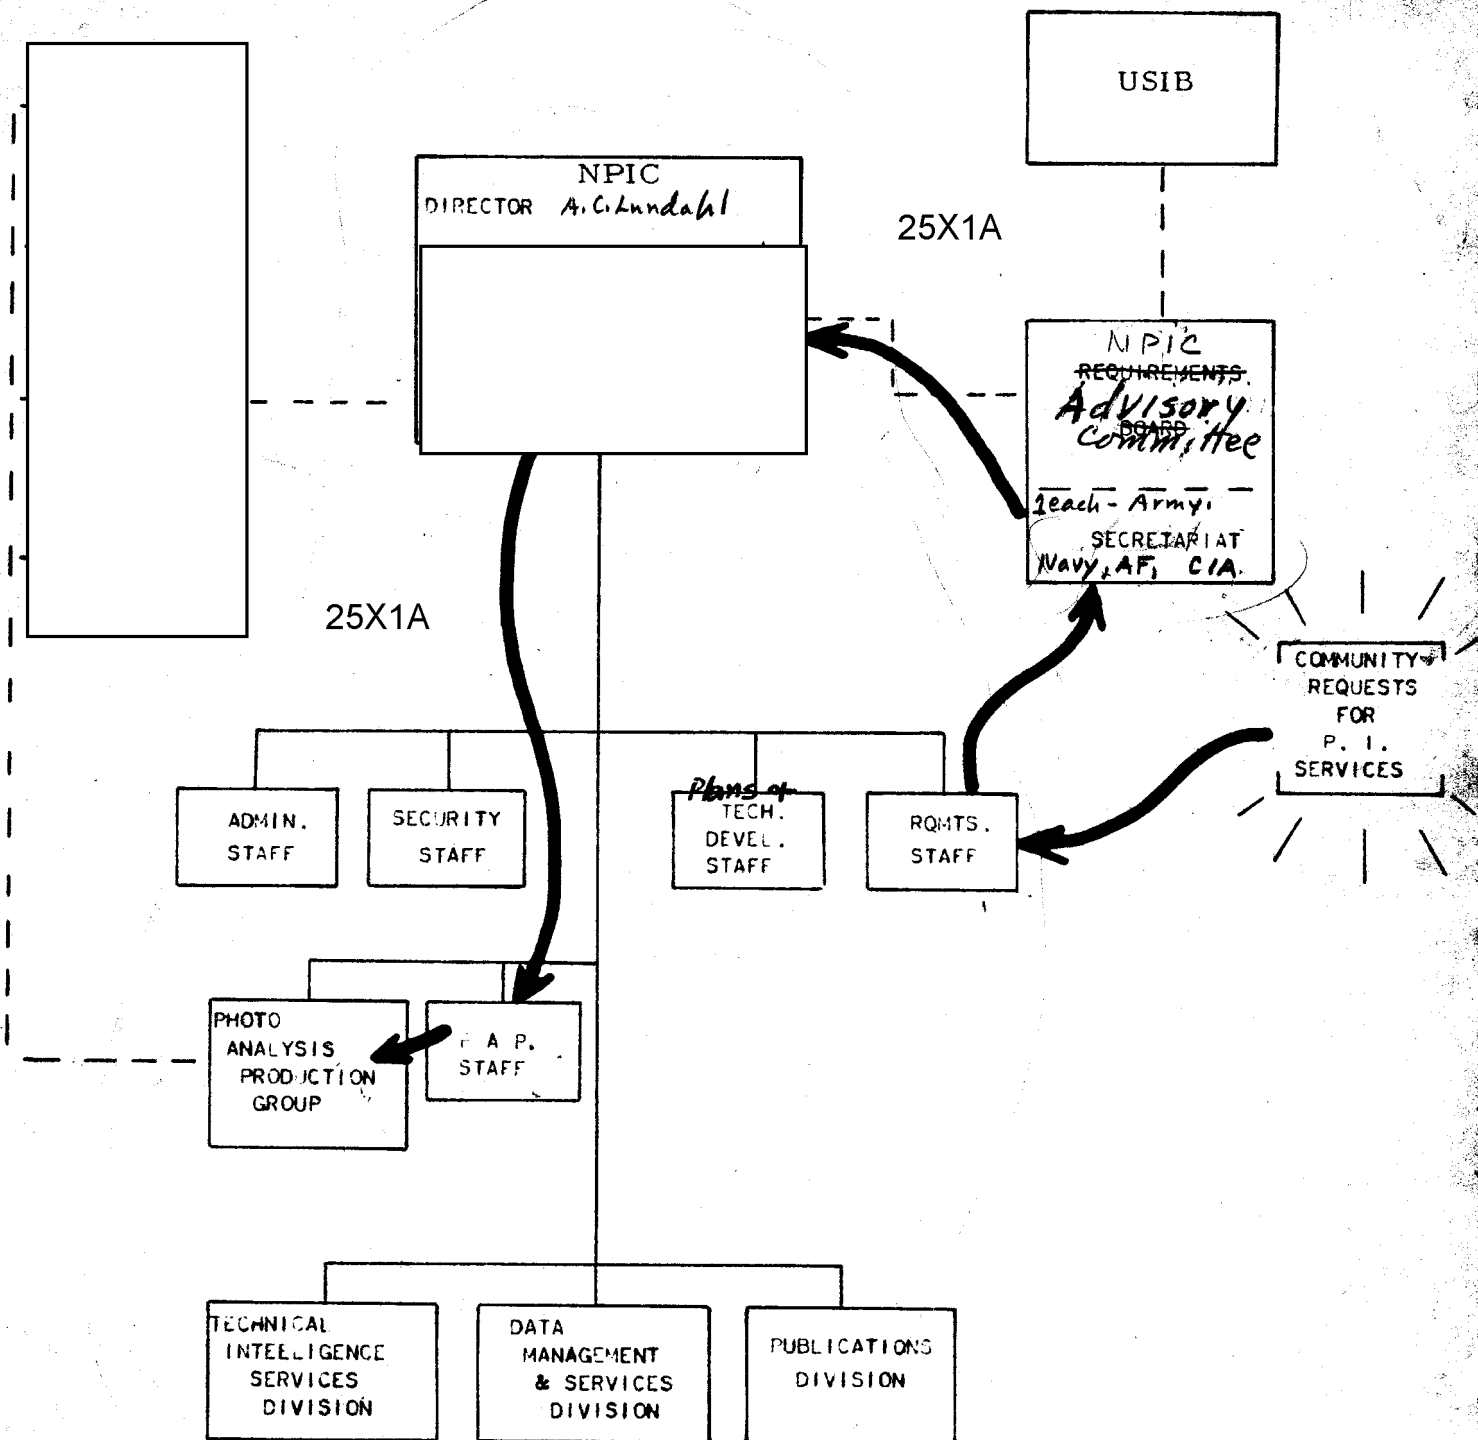 USIB
NPIC
DIRECTOR A.C. Lundahl
25X1A
NPIC
REQUIREMENTS
Advisory
BOARD
Committee
1 each - Army,
SECRETARIAT
Navy, AF, CIA
25X1A
COMMUNITY
REQUESTS
FOR
P. I.
SERVICES
ADMIN.
STAFF
SECURITY
STAFF
Plans &
TECH.
DEVEL.
STAFF
RQMTS.
STAFF
PHOTO
ANALYSIS
PRODUCTION
GROUP
A P.
STAFF
TECHNICAL
INTELLIGENCE
SERVICES
DIVISION
DATA
MANAGEMENT
& SERVICES
DIVISION
PUBLICATIONS
DIVISION